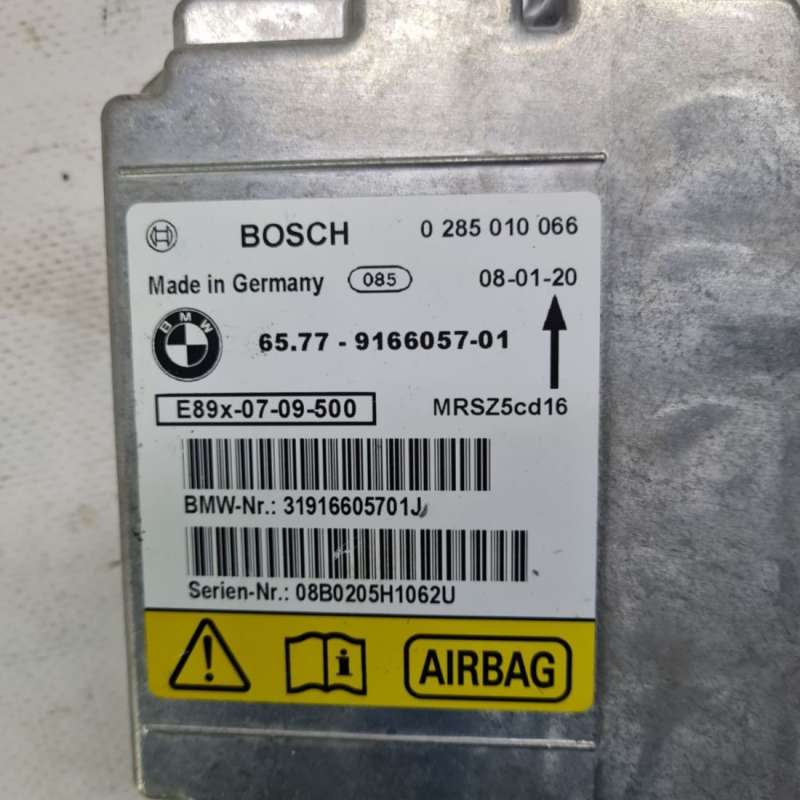 BOSCH 0 285 010 066
Made in Germany 085 08-01-20
BMW
65.77 - 9166057-01
E89x-07-09-500 MRSZ5cd16
BMW-Nr.: 31916605701J
Serien-Nr.: 08B0205H1062U
! i AIRBAG